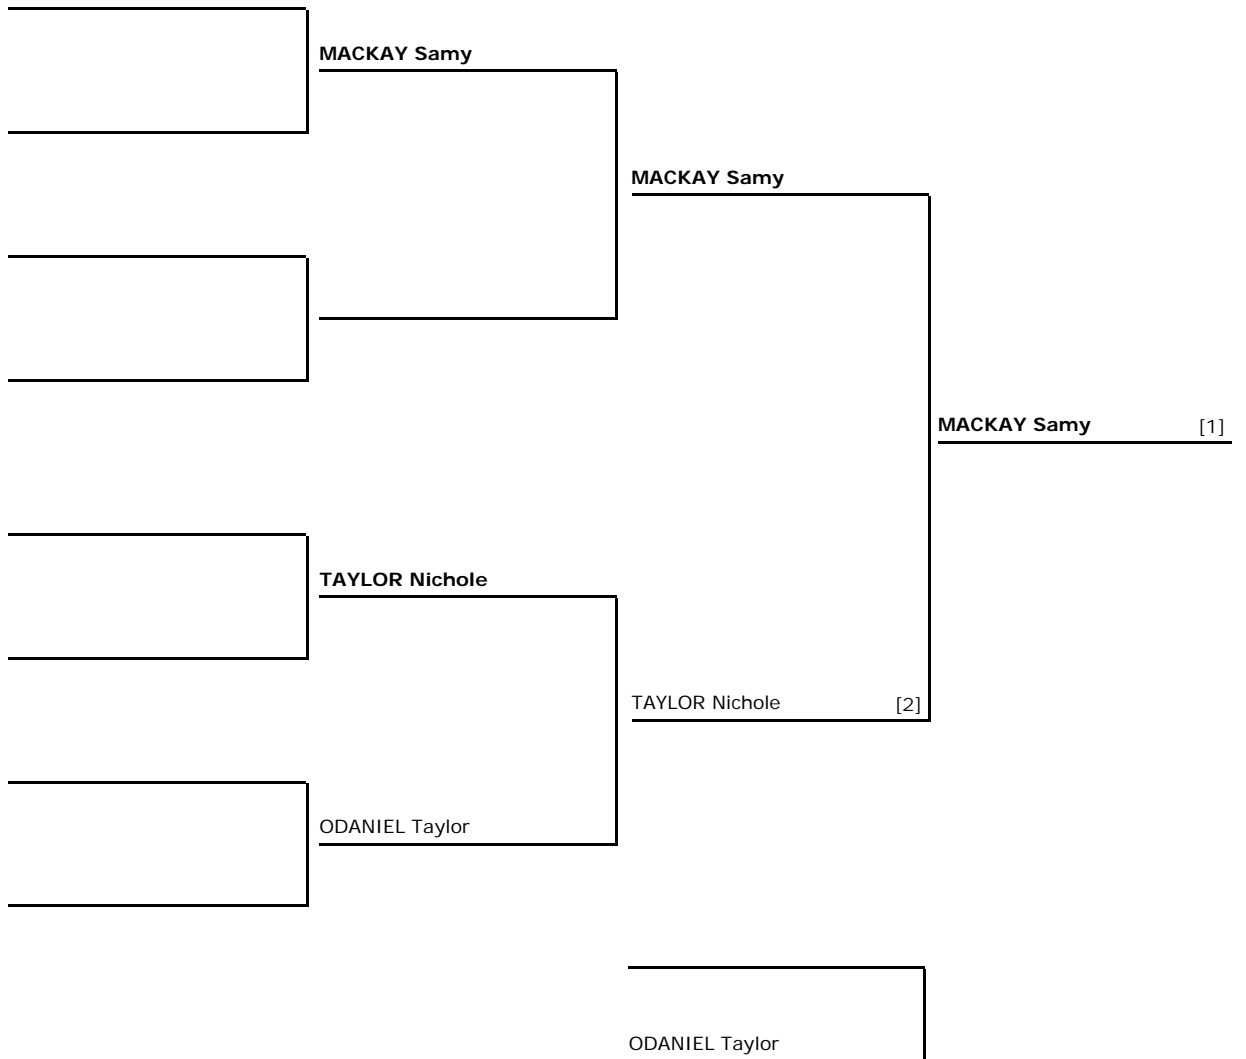 MACKAY Samy
MACKAY Samy
MACKAY Samy [1]
TAYLOR Nichole
TAYLOR Nichole [2]
ODANIEL Taylor
ODANIEL Taylor